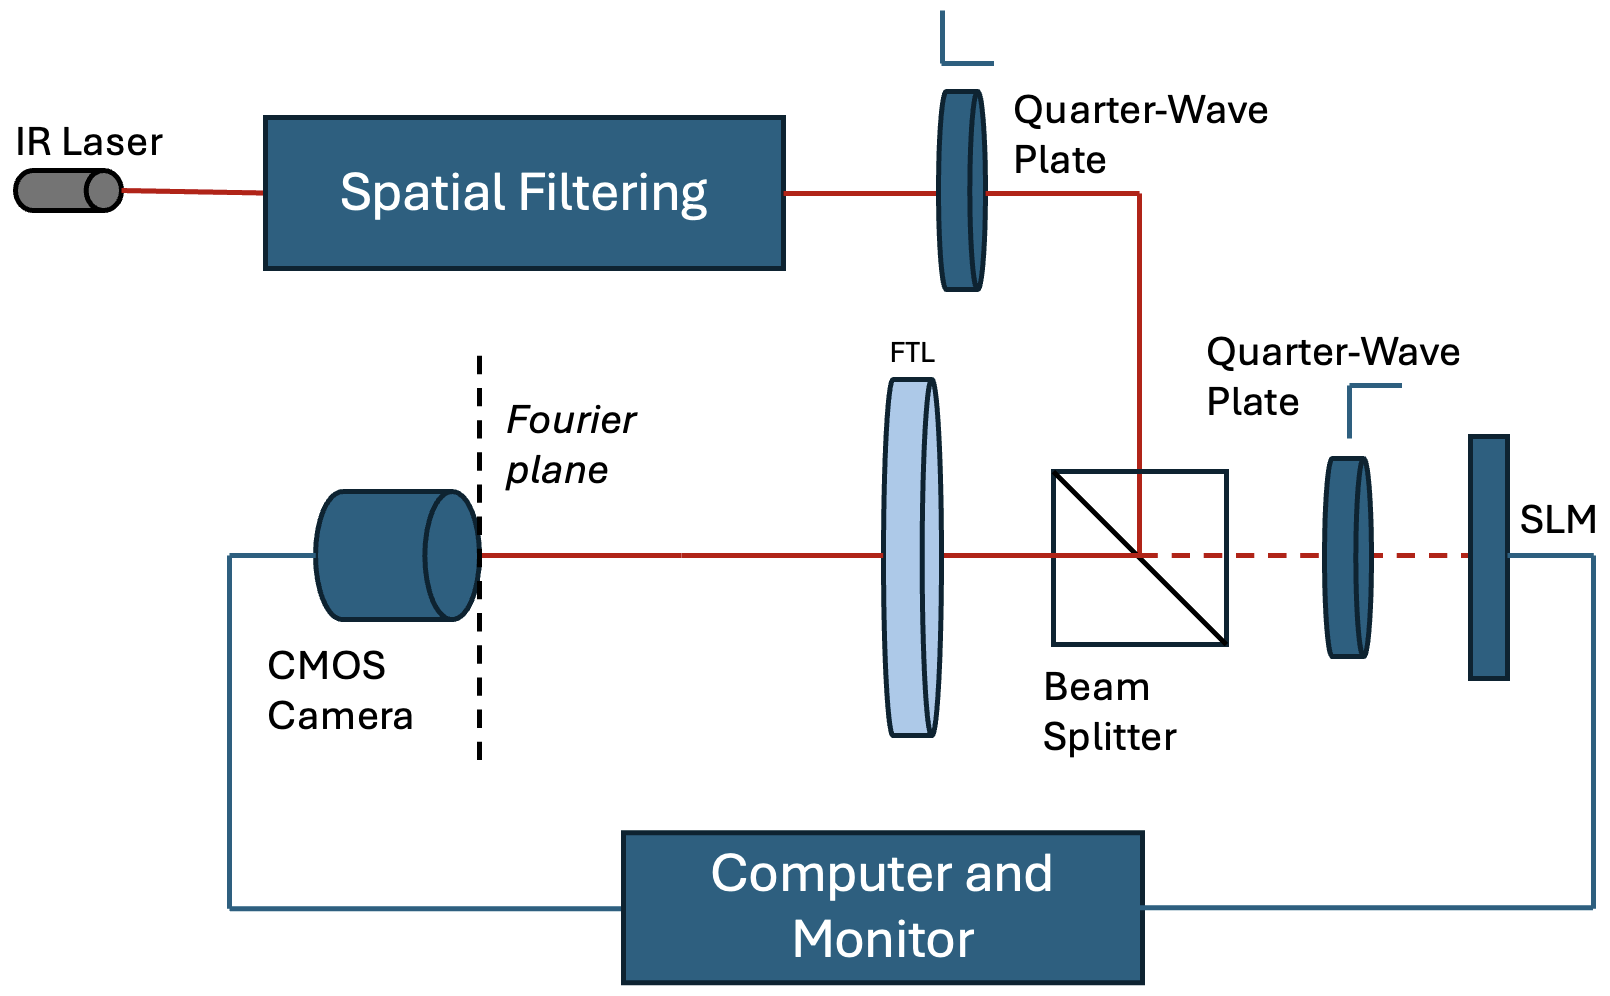 IR Laser
Spatial Filtering
Quarter-Wave
Plate
FTL
Quarter-Wave
Plate
Fourier
plane
SLM
CMOS
Camera
Beam
Splitter
Computer and
Monitor